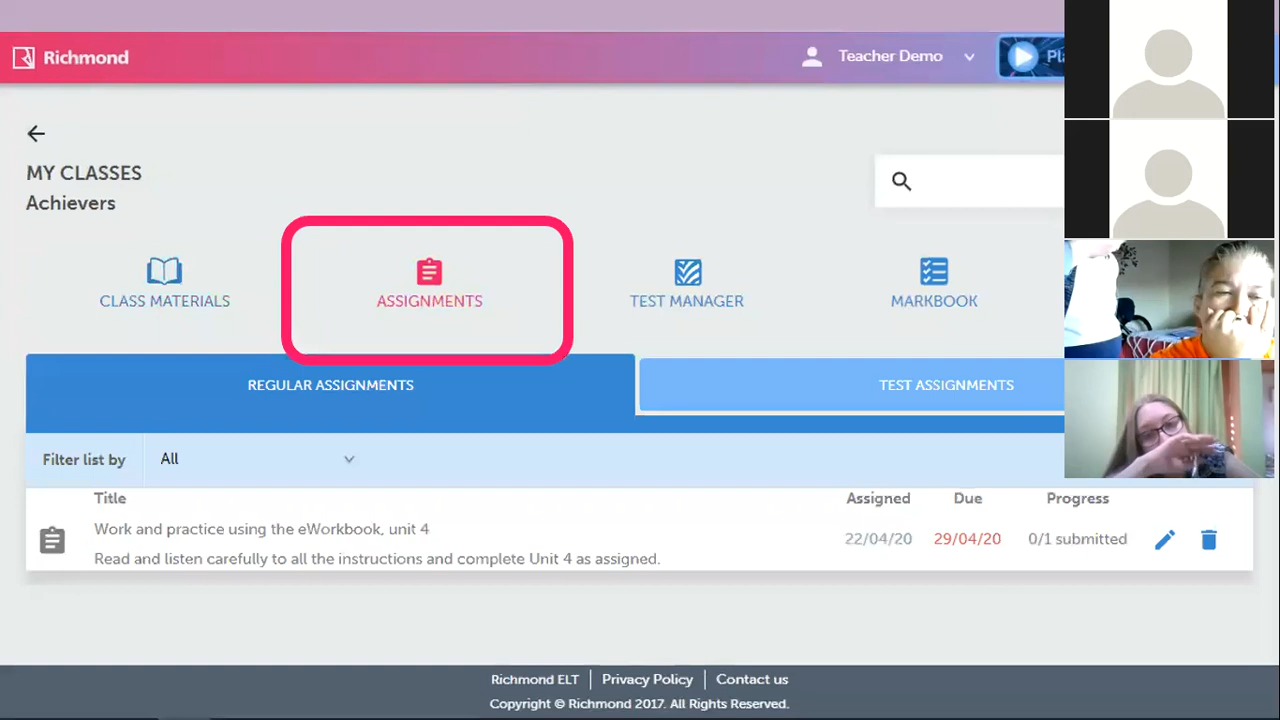 Richmond
Teacher Demo
MY CLASSES
Achievers
CLASS MATERIALS
ASSIGNMENTS
TEST MANAGER
MARKBOOK
REGULAR ASSIGNMENTS
TEST ASSIGNMENTS
Filter list by
All
Title
Assigned
Due
Progress
Work and practice using the eWorkbook, unit 4
Read and listen carefully to all the instructions and complete Unit 4 as assigned.
22/04/20
29/04/20
0/1 submitted
Richmond ELT
Privacy Policy
Contact us
Copyright © Richmond 2017. All Rights Reserved.